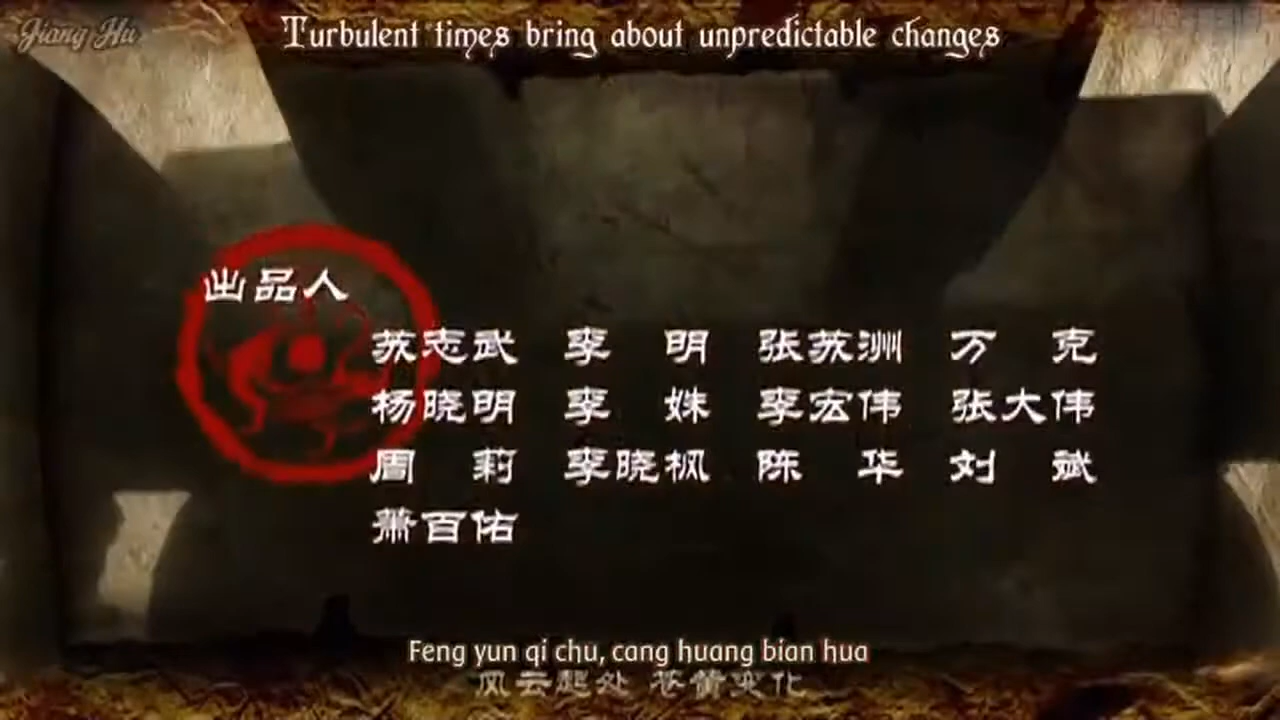 Jiang Hu
Turbulent times bring about unpredictable changes
出品人
苏志武 李 明 张苏洲 万 克
杨晓明 李 姝 李宏伟 张大伟
周 莉 李晓枫 陈 华 刘 斌
萧百佑
Feng yun qi chu, cang huang bian hua
风云起处 苍黄变化